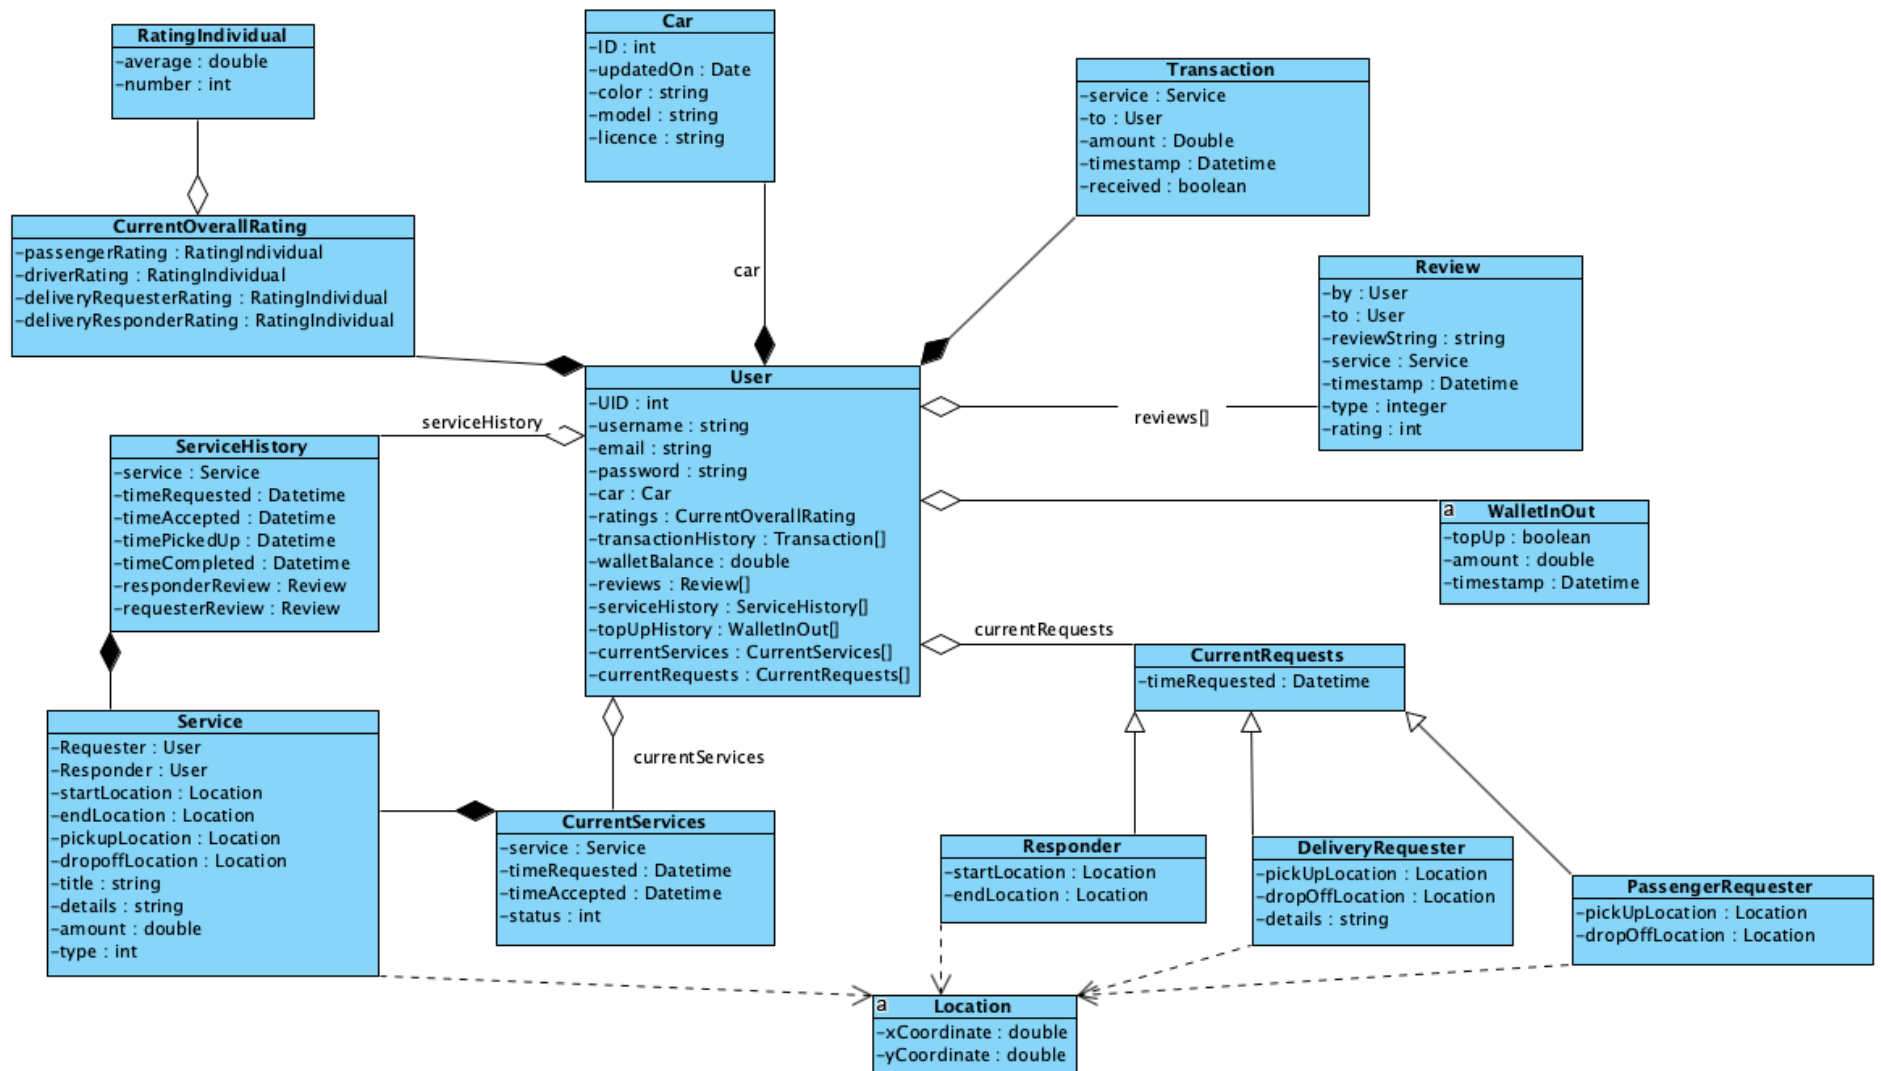 RatingIndividual
-average : double
-number : int
Car
-ID : int
-updatedOn : Date
-color : string
-model : string
-licence : string
Transaction
-service : Service
-to : User
-amount : Double
-timestamp : Datetime
-received : boolean
CurrentOverallRating
-passengerRating : RatingIndividual
-driverRating : RatingIndividual
-deliveryRequesterRating : RatingIndividual
-deliveryResponderRating : RatingIndividual
car
Review
-by : User
-to : User
-reviewString : string
-service : Service
-timestamp : Datetime
-type : integer
-rating : int
User
-UID : int
-username : string
-email : string
-password : string
-car : Car
-ratings : CurrentOverallRating
-transactionHistory : Transaction[]
-walletBalance : double
-reviews : Review[]
-serviceHistory : ServiceHistory[]
-topUpHistory : WalletInOut[]
-currentServices : CurrentServices[]
-currentRequests : CurrentRequests[]
reviews[]
serviceHistory
ServiceHistory
-service : Service
-timeRequested : Datetime
-timeAccepted : Datetime
-timePickedUp : Datetime
-timeCompleted : Datetime
-responderReview : Review
-requesterReview : Review
a
WalletInOut
-topUp : boolean
-amount : double
-timestamp : Datetime
currentRequests
CurrentRequests
-timeRequested : Datetime
Service
-Requester : User
-Responder : User
-startLocation : Location
-endLocation : Location
-pickupLocation : Location
-dropoffLocation : Location
-title : string
-details : string
-amount : double
-type : int
currentServices
CurrentServices
-service : Service
-timeRequested : Datetime
-timeAccepted : Datetime
-status : int
Responder
-startLocation : Location
-endLocation : Location
DeliveryRequester
-pickUpLocation : Location
-dropOffLocation : Location
-details : string
PassengerRequester
-pickUpLocation : Location
-dropOffLocation : Location
a
Location
-xCoordinate : double
-yCoordinate : double